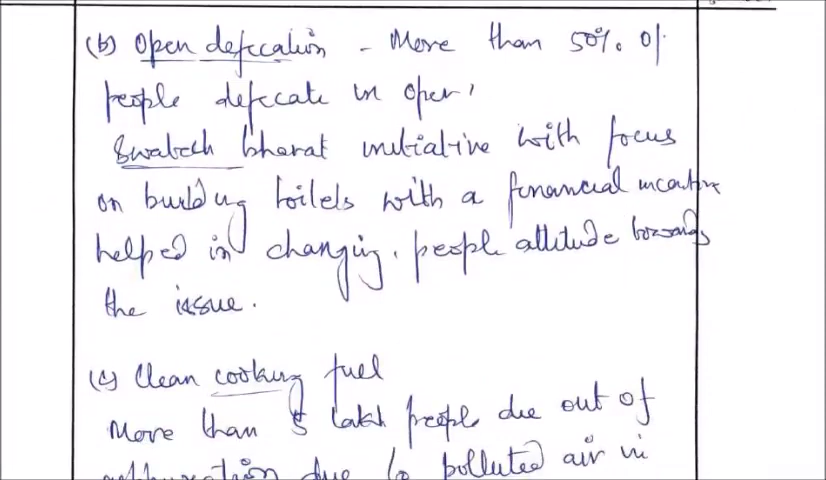 (b) Open defecation - More than 50% of
people defecate in open,
Swatch bharat initiative with focus
on building toilets with a financial incentive
helped in changing people attitude towards
the issue.
(c) Clean cooking fuel
More than 5 lakh people die out of
due to polluted air in